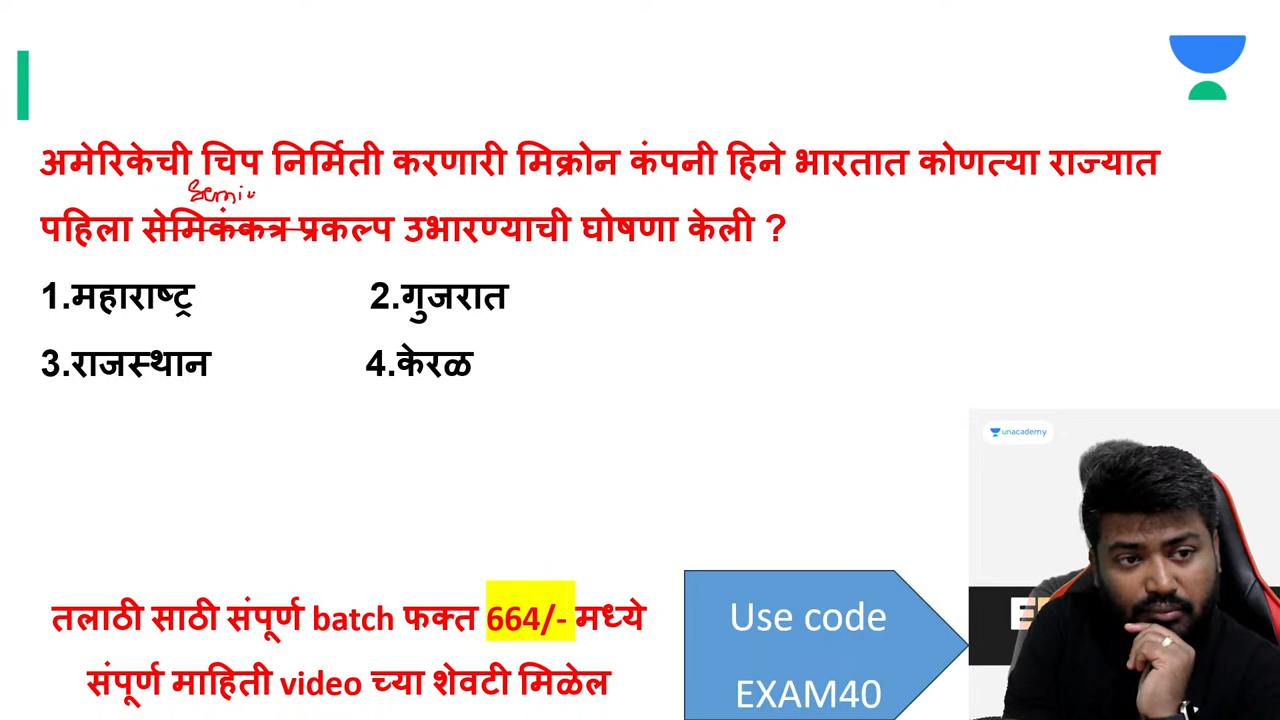 अमेरिकेची चिप निर्मिती करणारी मिक्रोन कंपनी हिने भारतात कोणत्या राज्यात
Semi..
पहिला सेमिकंकत्र प्रकल्प उभारण्याची घोषणा केली ?
1.महाराष्ट्र 2.गुजरात
3.राजस्थान 4.केरळ
unacademy
तलाठी साठी संपूर्ण batch फक्त 664/- मध्ये
संपूर्ण माहिती video च्या शेवटी मिळेल
Use code
EXAM40